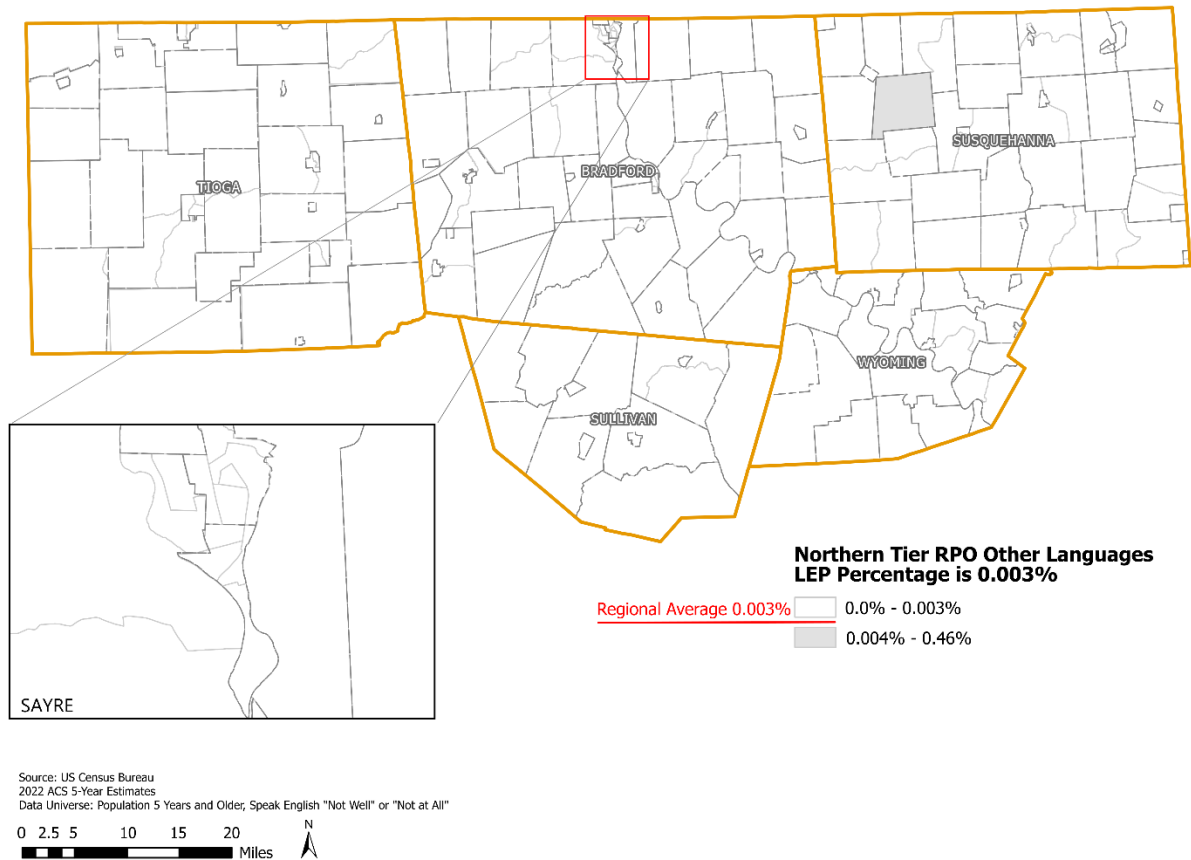 TIOGA
BRADFORD
SUSQUEHANNA
WYOMING
SULLIVAN
SAYRE
Northern Tier RPO Other Languages
LEP Percentage is 0.003%
Regional Average 0.003%
0.0% - 0.003%
0.004% - 0.46%
Source: US Census Bureau
2022 ACS 5-Year Estimates
Data Universe: Population 5 Years and Older, Speak English "Not Well" or "Not at All"
0 2.5 5 10 15 20
Miles
N